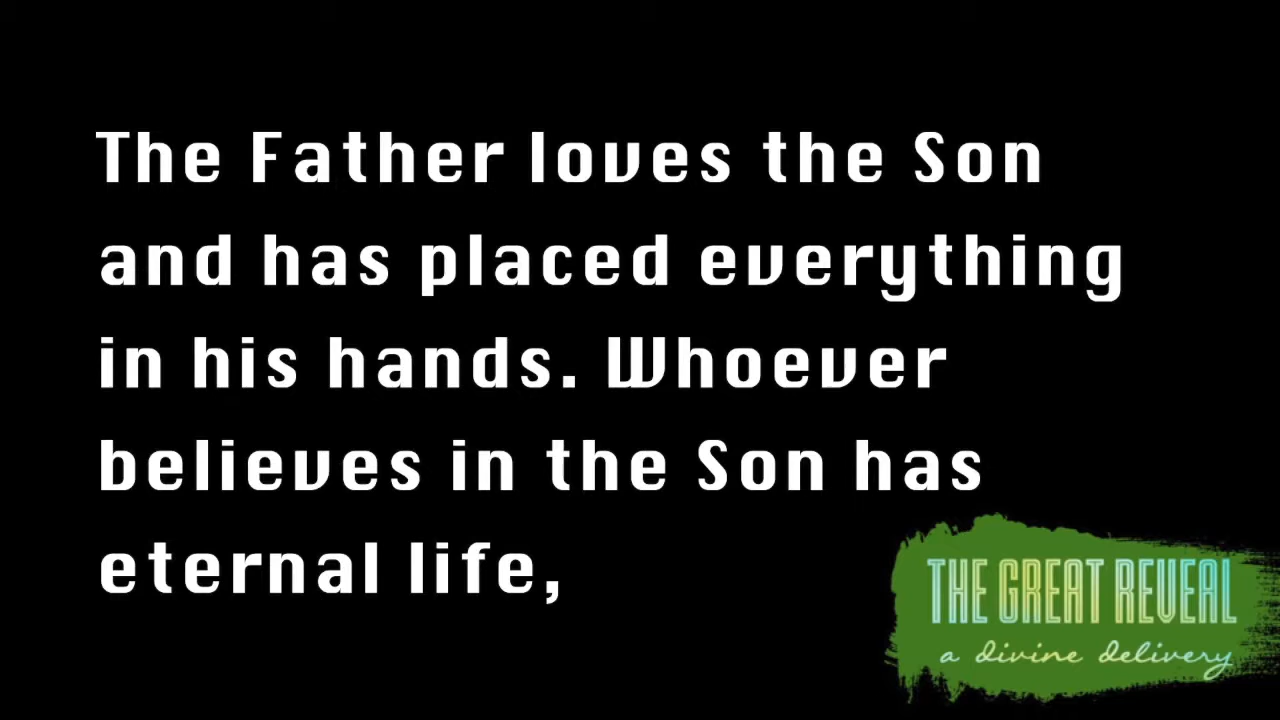 The Father loves the Son
and has placed everything
in his hands. Whoever
believes in the Son has
eternal life,
THE GREAT REVEAL
a divine delivery